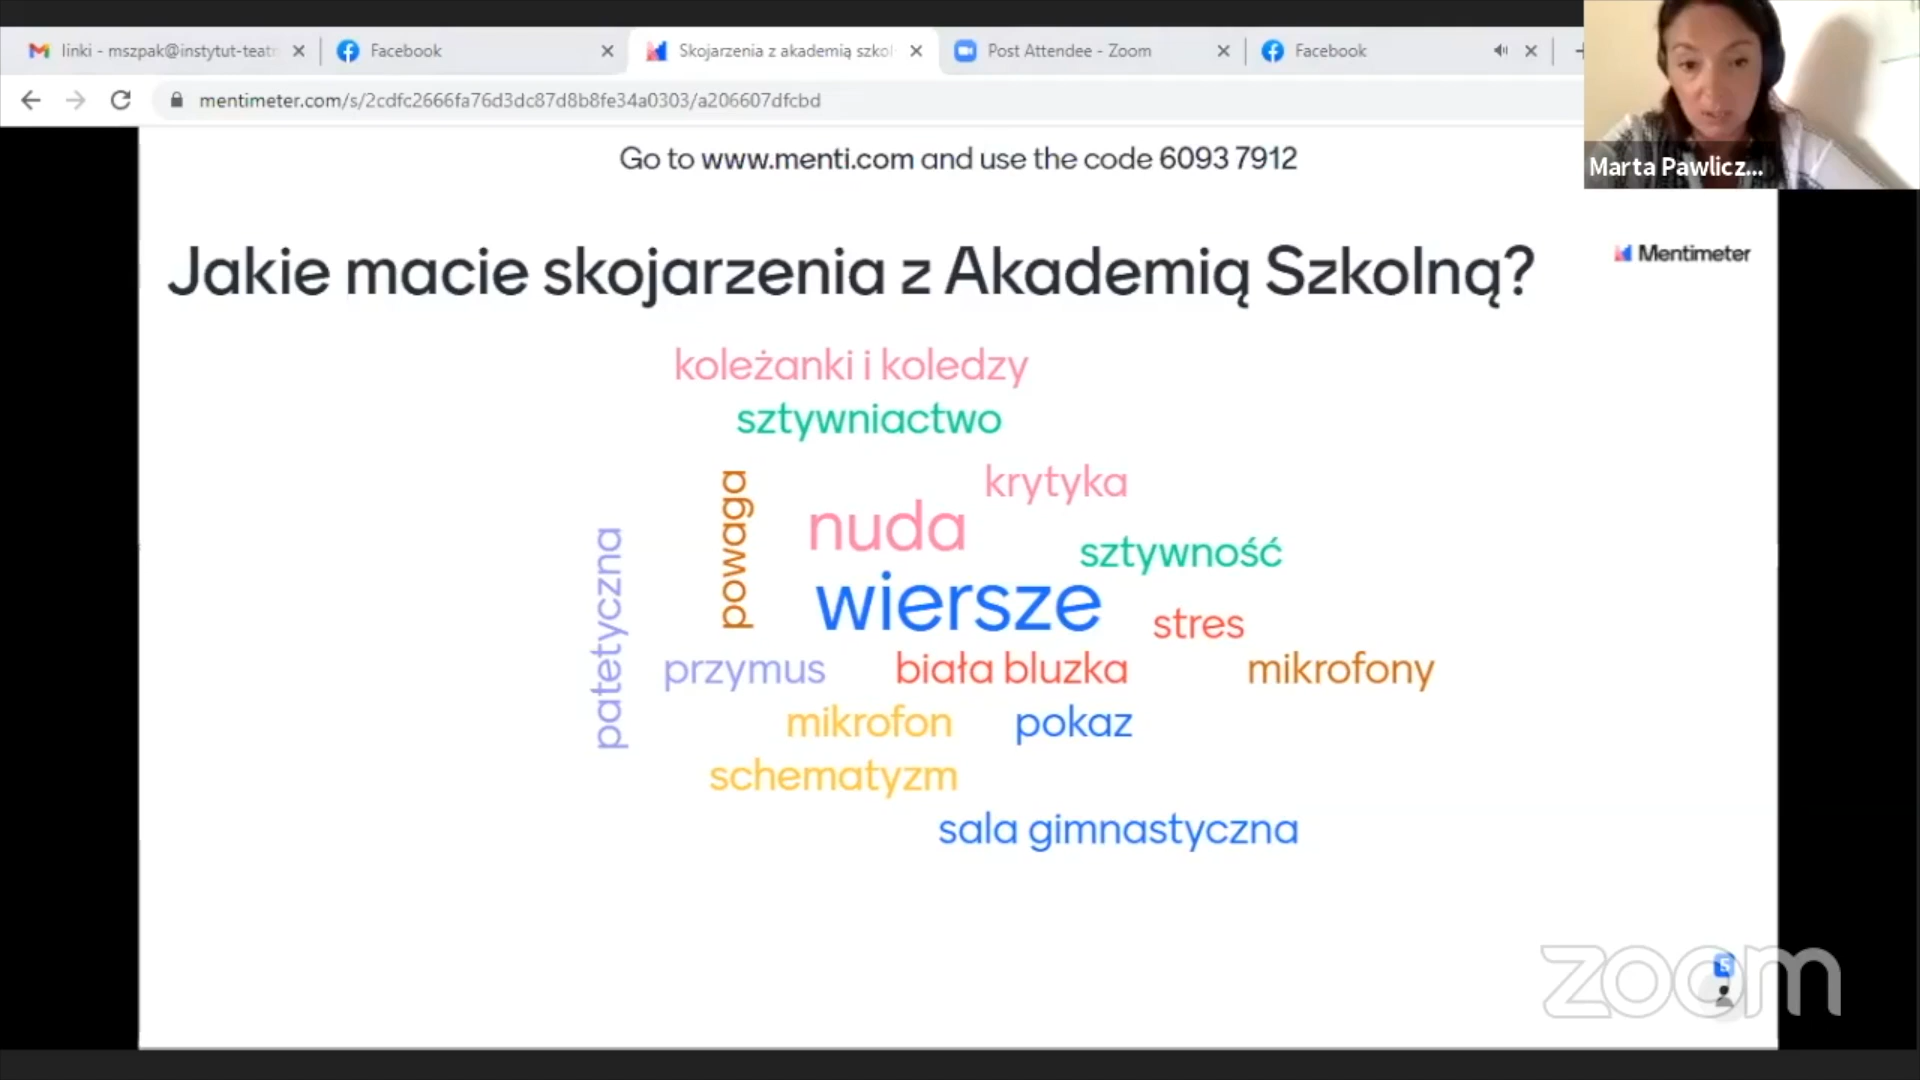 linki - mszpak@instytut-teatr
Facebook
Skojarzenia z akademią szkol
Post Attendee - Zoom
Facebook
mentimeter.com/s/2cdfc2666fa76d3dc87d8b8fe34a0303/a206607dfcbd
Marta Pawlicz...
Go to www.menti.com and use the code 6093 7912
Jakie macie skojarzenia z Akademią Szkolną?
Mentimeter
koleżanki i koledzy
sztywniactwo
krytyka
powaga
nuda
patetyczna
sztywność
wiersze
stres
przymus
biała bluzka
mikrofony
mikrofon
pokaz
schematyzm
sala gimnastyczna
5
zoom